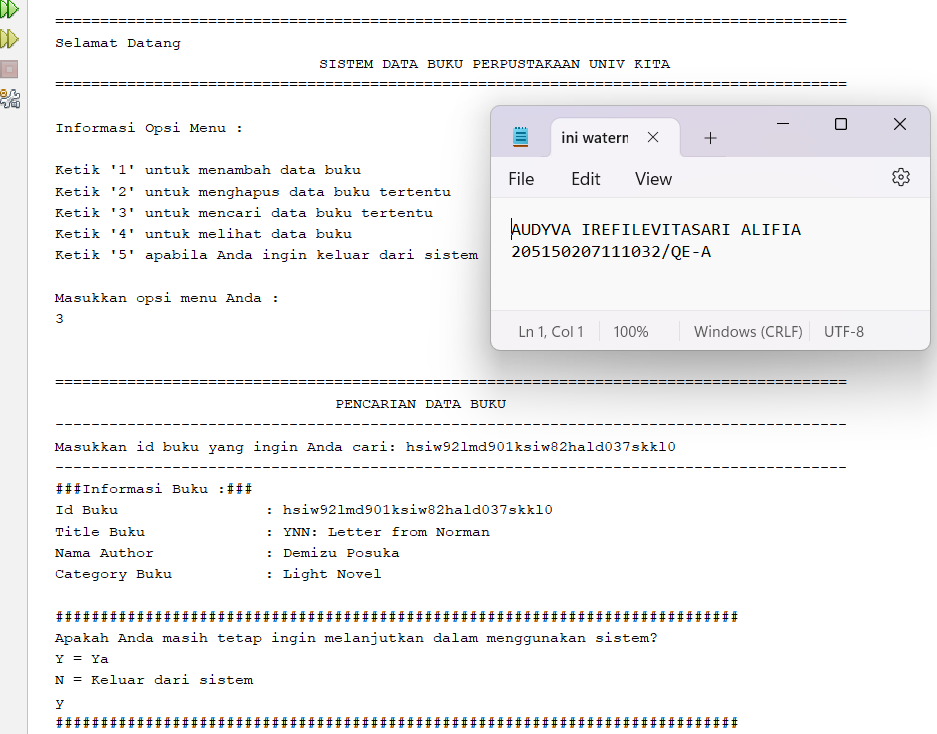 ========================================================================================
Selamat Datang
SISTEM DATA BUKU PERPUSTAKAAN UNIV KITA
========================================================================================
Informasi Opsi Menu :
Ketik '1' untuk menambah data buku
Ketik '2' untuk menghapus data buku tertentu
Ketik '3' untuk mencari data buku tertentu
Ketik '4' untuk melihat data buku
Ketik '5' apabila Anda ingin keluar dari sistem
Masukkan opsi menu Anda :
3
ini watern
File Edit View
AUDYVA IREFILEVITASARI ALIFIA
205150207111032/QE-A
Ln 1, Col 1 100% Windows (CRLF) UTF-8
========================================================================================
PENCARIAN DATA BUKU
----------------------------------------------------------------------------------------
Masukkan id buku yang ingin Anda cari: hsiw92lmd901ksiw82hald037skkl0
----------------------------------------------------------------------------------------
###Informasi Buku :###
Id Buku : hsiw92lmd901ksiw82hald037skkl0
Title Buku : YNN: Letter from Norman
Nama Author : Demizu Posuka
Category Buku : Light Novel
############################################################################
Apakah Anda masih tetap ingin melanjutkan dalam menggunakan sistem?
Y = Ya
N = Keluar dari sistem
y
############################################################################